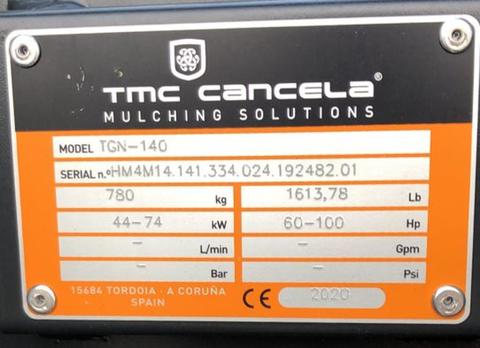 TMC CANCELA®
MULCHING SOLUTIONS
MODEL TGN-140
SERIAL n.º HM4M14.141.334.024.192482.01
780 kg 1613,78 Lb
44-74 kW 60-100 Hp
- L/min - Gpm
- Bar - Psi
15684 TORDOIA - A CORUÑA
SPAIN
CE 2020